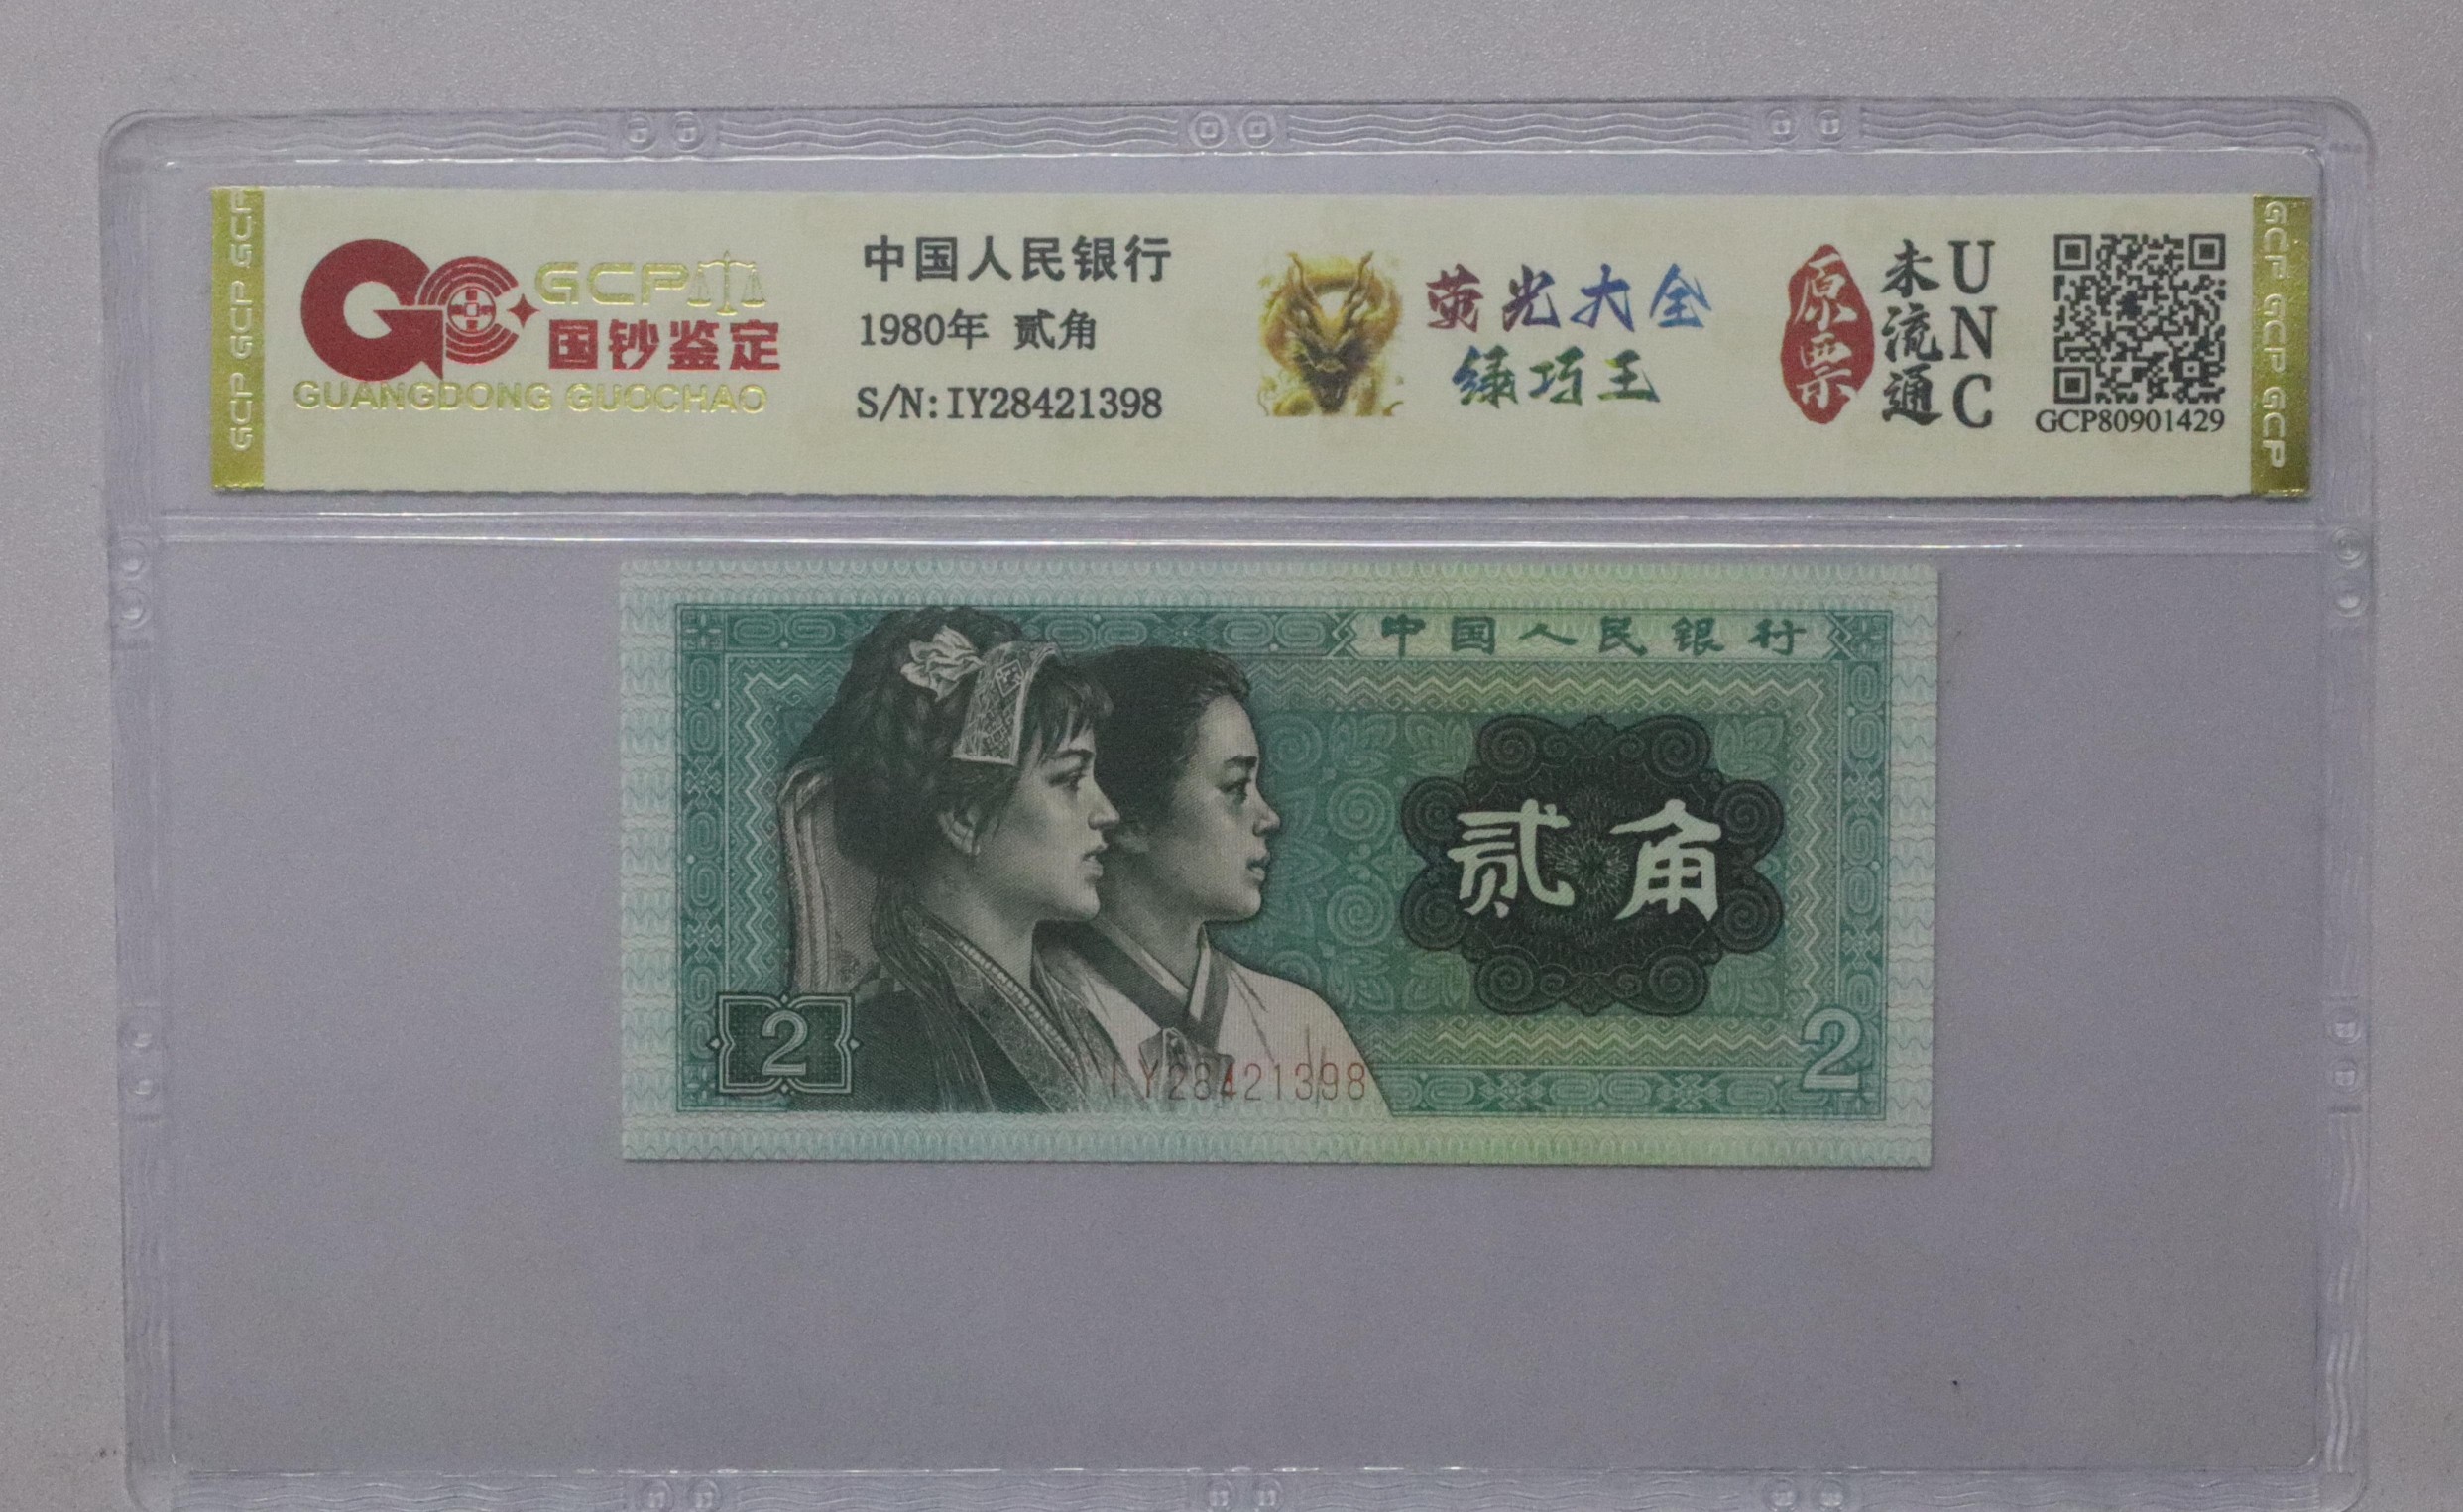 GCP GCP GCP
GCP
国钞鉴定
GUANGDONG GUOCHAO
中国人民银行
1980年 贰角
S/N: IY28421398
荧光大全
绿巧王
原票
未流通
UNC
GCP80901429
GCP GCP GCP
中国人民银行
贰角
2
IY28421398
2